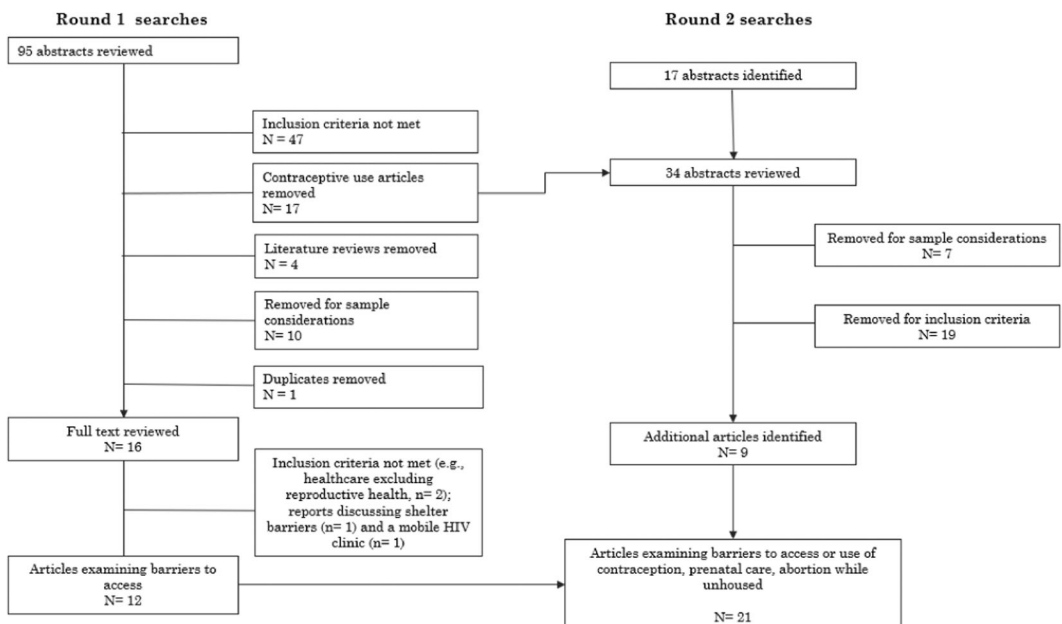 Round 1 searches
95 abstracts reviewed
Inclusion criteria not met
N = 47
Contraceptive use articles
removed
N= 17
Literature reviews removed
N = 4
Removed for sample
considerations
N= 10
Duplicates removed
N = 1
Full text reviewed
N= 16
Inclusion criteria not met (e.g.,
healthcare excluding
reproductive health, n= 2);
reports discussing shelter
barriers (n= 1) and a mobile HIV
clinic (n= 1)
Articles examining barriers to
access
N= 12
Round 2 searches
17 abstracts identified
34 abstracts reviewed
Removed for sample considerations
N= 7
Removed for inclusion criteria
N= 19
Additional articles identified
N= 9
Articles examining barriers to access or use of
contraception, prenatal care, abortion while
unhoused
N= 21